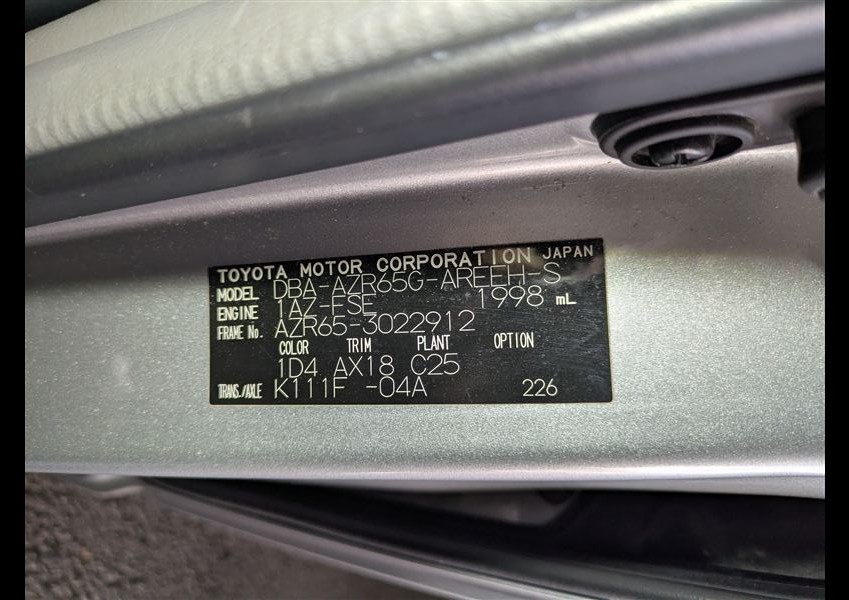 TOYOTA MOTOR CORPORATION JAPAN
MODEL DBA-AZR65G-AREEH-S
ENGINE 1AZ-FSE 1998 mL
FRAME No. AZR65-3022912
COLOR TRIM PLANT OPTION
1D4 AX18 C25
TRANS./AXLE K111F -04A 226